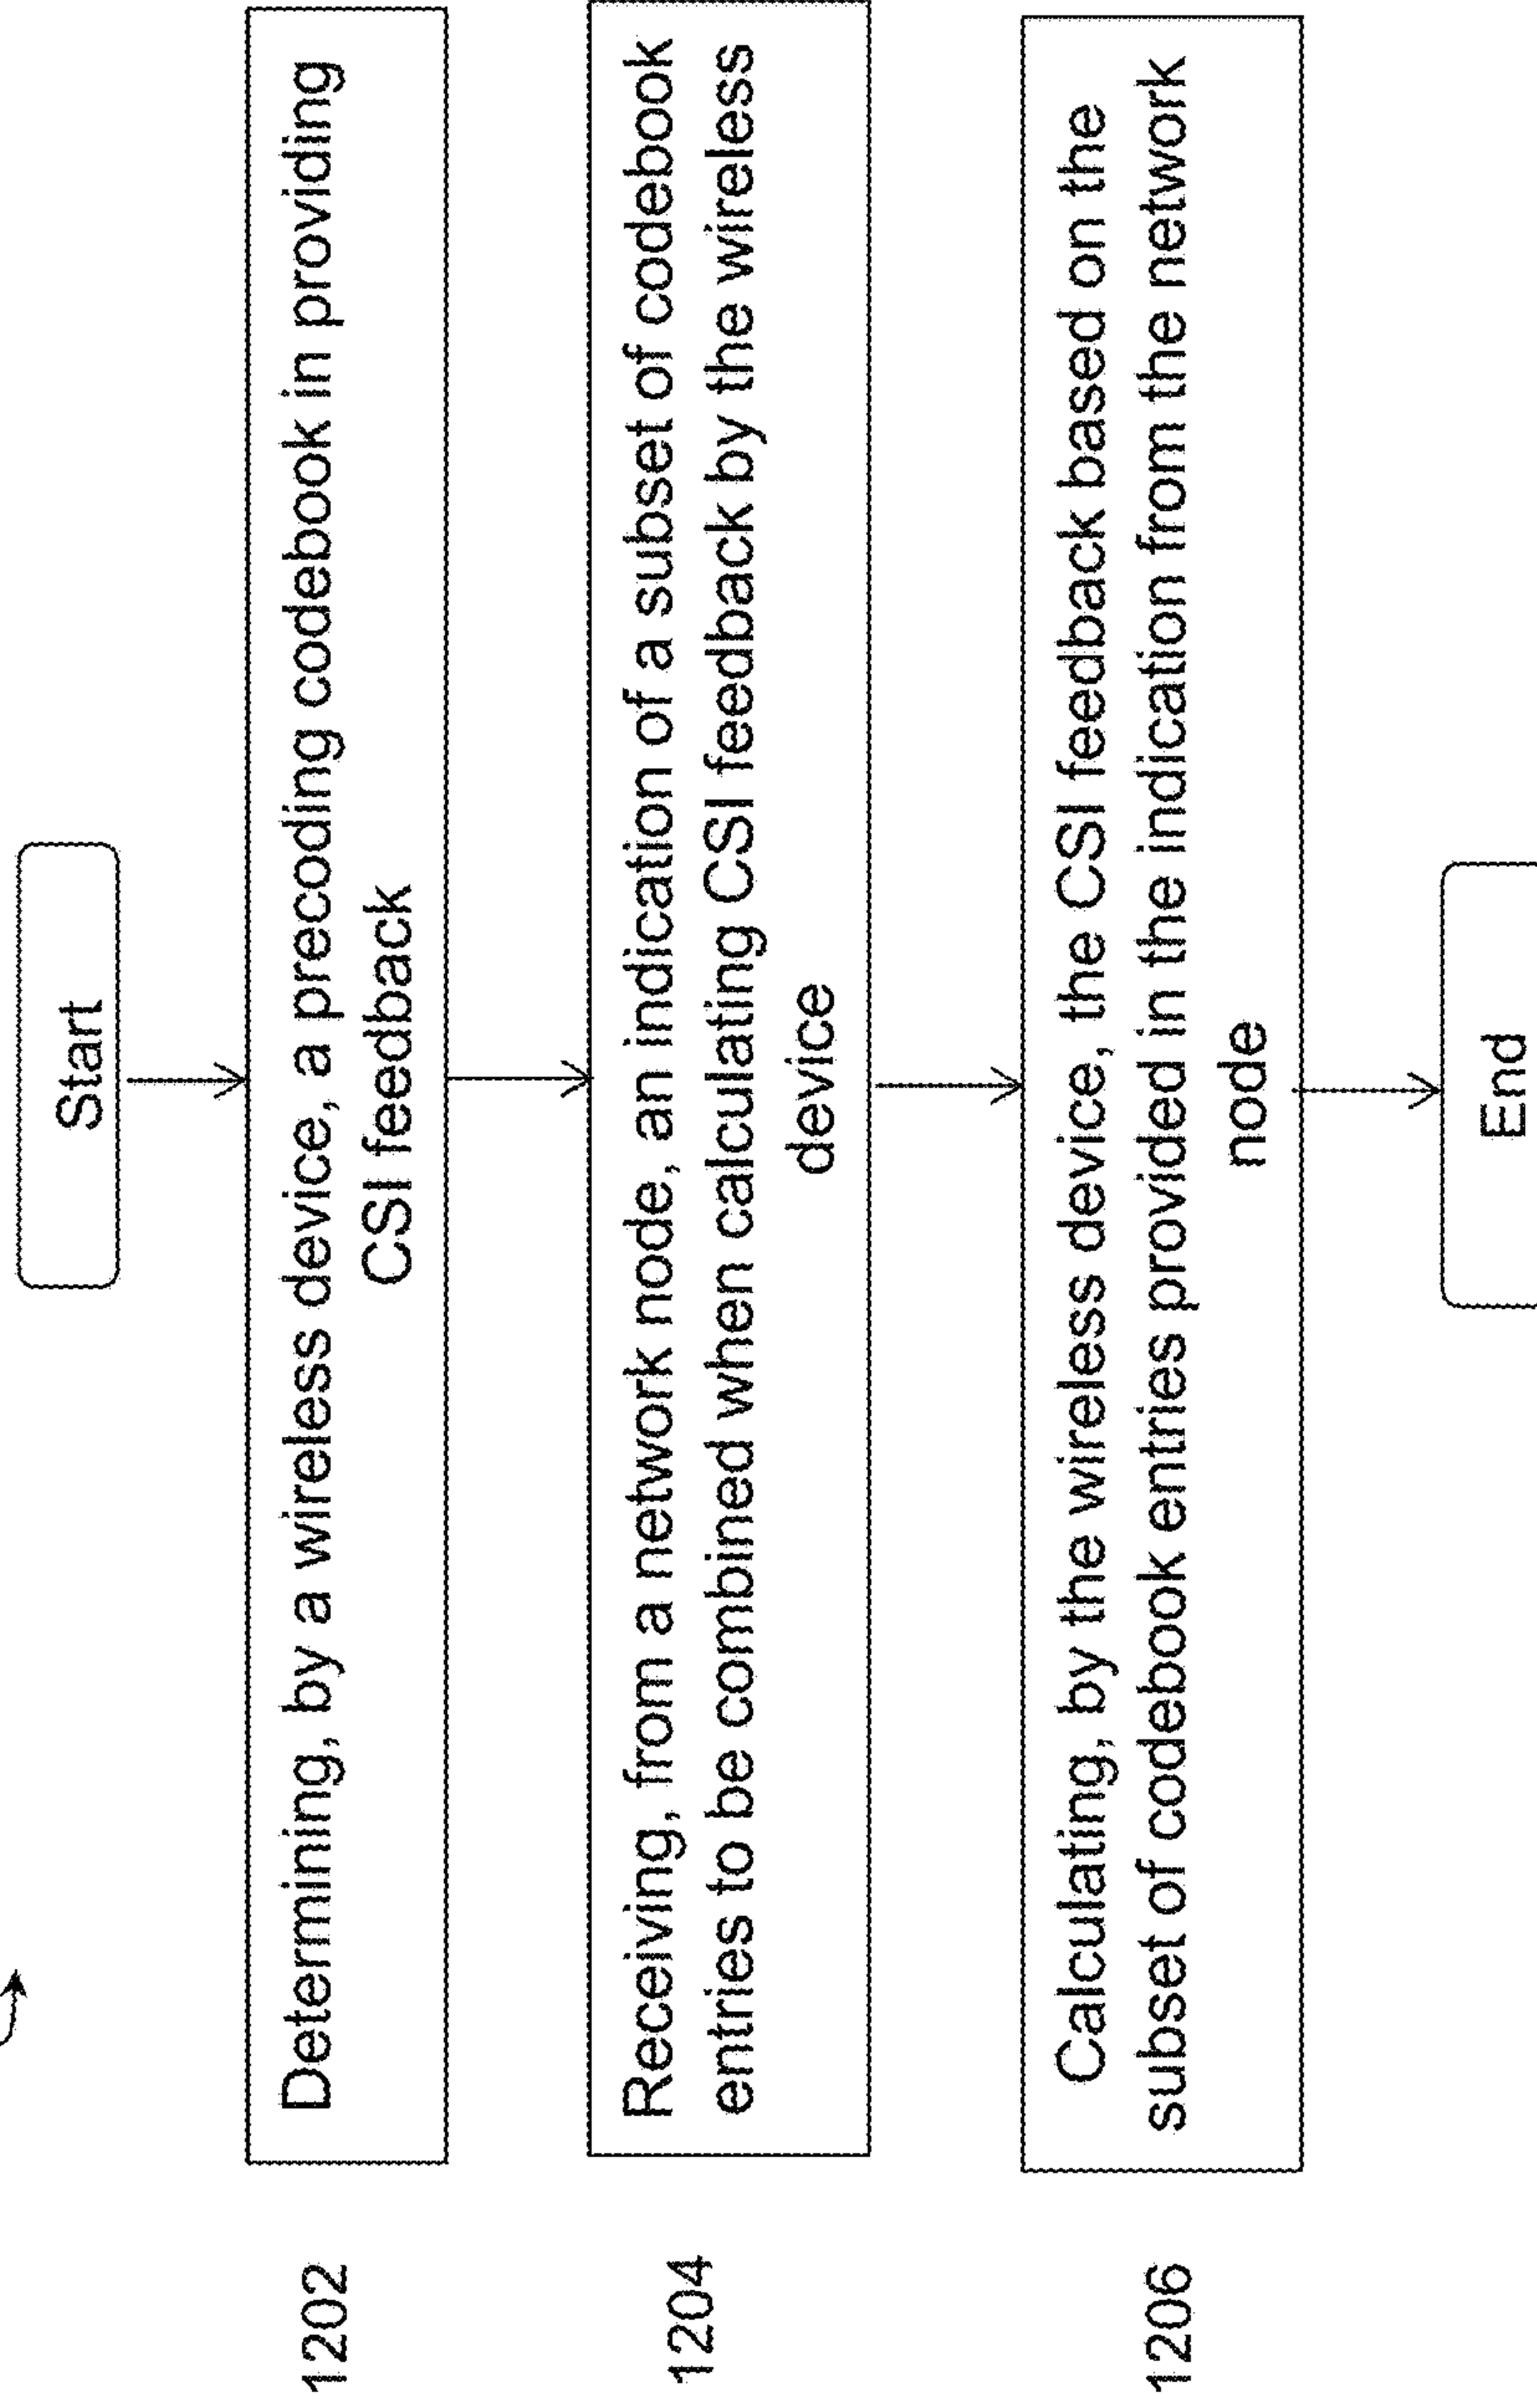 Start
1202
Determining, by a wireless device, a precoding codebook in providing
CSI feedback
1204
Receiving, from a network node, an indication of a subset of codebook
entries to be combined when calculating CSI feedback by the wireless
device
1206
Calculating, by the wireless device, the CSI feedback based on the
subset of codebook entries provided in the indication from the network
node
End